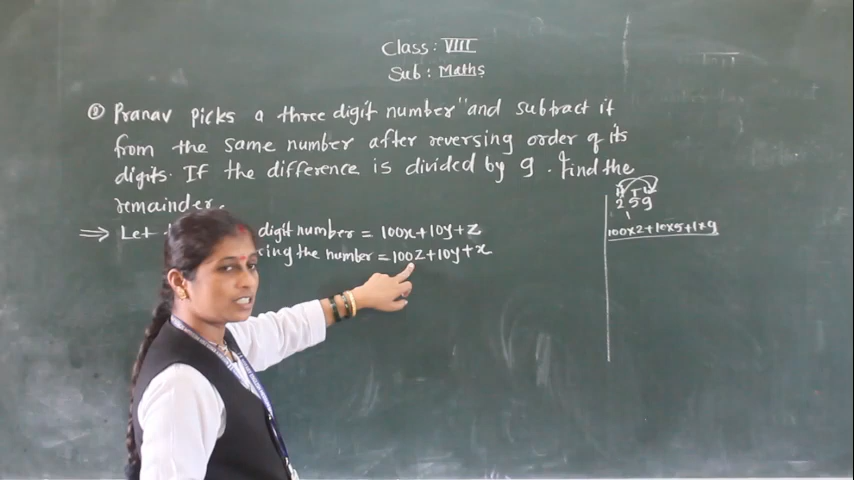 Class: VIII
Sub: Maths
② Pranav picks a three digit number" and subtract it
from the same number after reversing order of its
digits. If the difference is divided by 9. find the
remainder.
⇒ Let digit number = 100x+10y+z
the number = 100z+10y+x
H T U
2 5 9
100×2+10×5+1×9